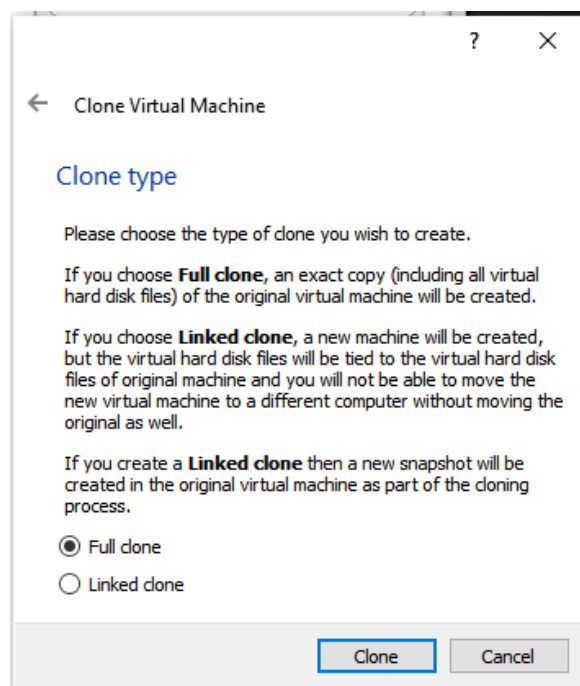 ?
Clone Virtual Machine
Clone type
Please choose the type of clone you wish to create.
If you choose Full clone, an exact copy (including all virtual
hard disk files) of the original virtual machine will be created.
If you choose Linked clone, a new machine will be created,
but the virtual hard disk files will be tied to the virtual hard disk
files of original machine and you will not be able to move the
new virtual machine to a different computer without moving the
original as well.
If you create a Linked clone then a new snapshot will be
created in the original virtual machine as part of the cloning
process.
Full clone
Linked clone
Clone Cancel